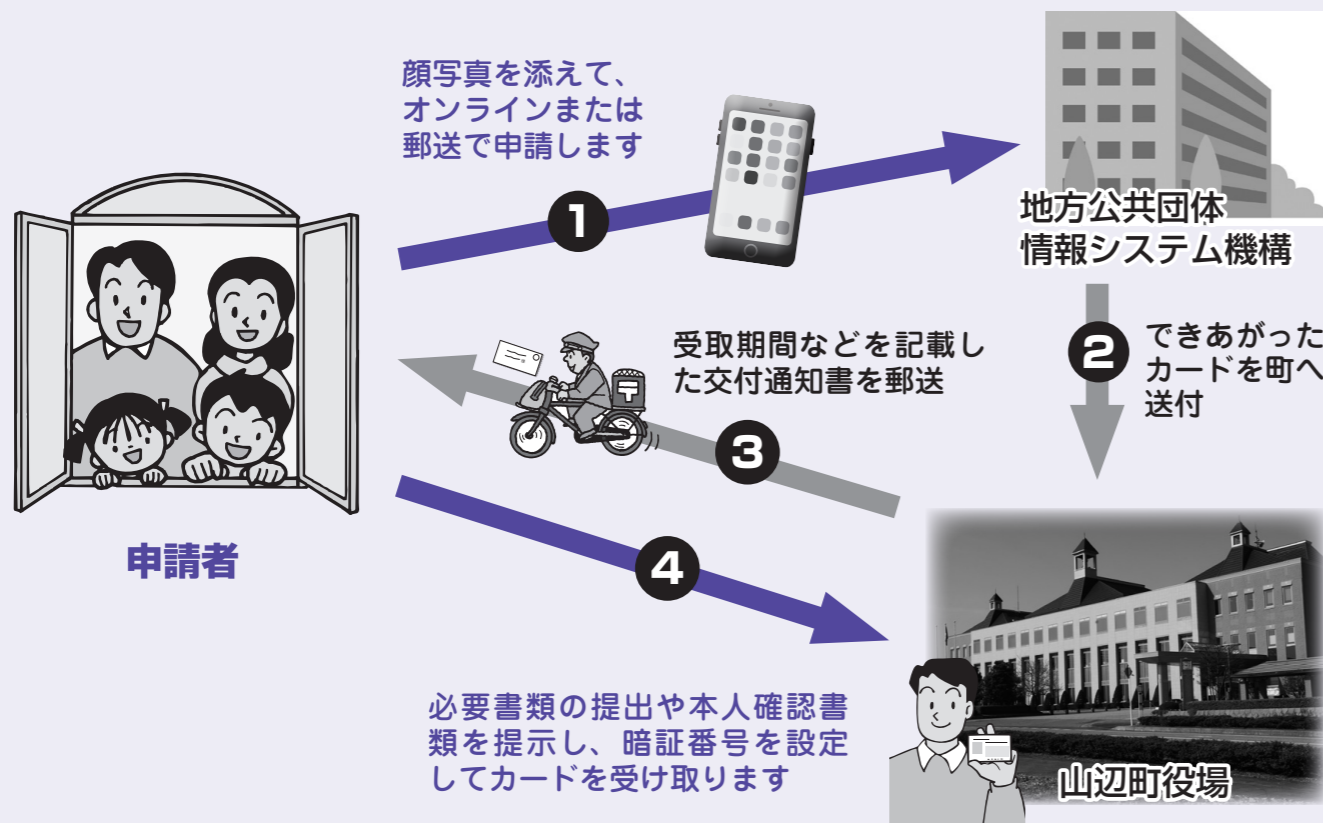 顔写真を添えて、
オンラインまたは
郵送で申請します
1
地方公共団体
情報システム機構
2
できあがった
カードを町へ
送付
受取期間などを記載し
た交付通知書を郵送
3
申請者
4
必要書類の提出や本人確認書
類を提示し、暗証番号を設定
してカードを受け取ります
山辺町役場